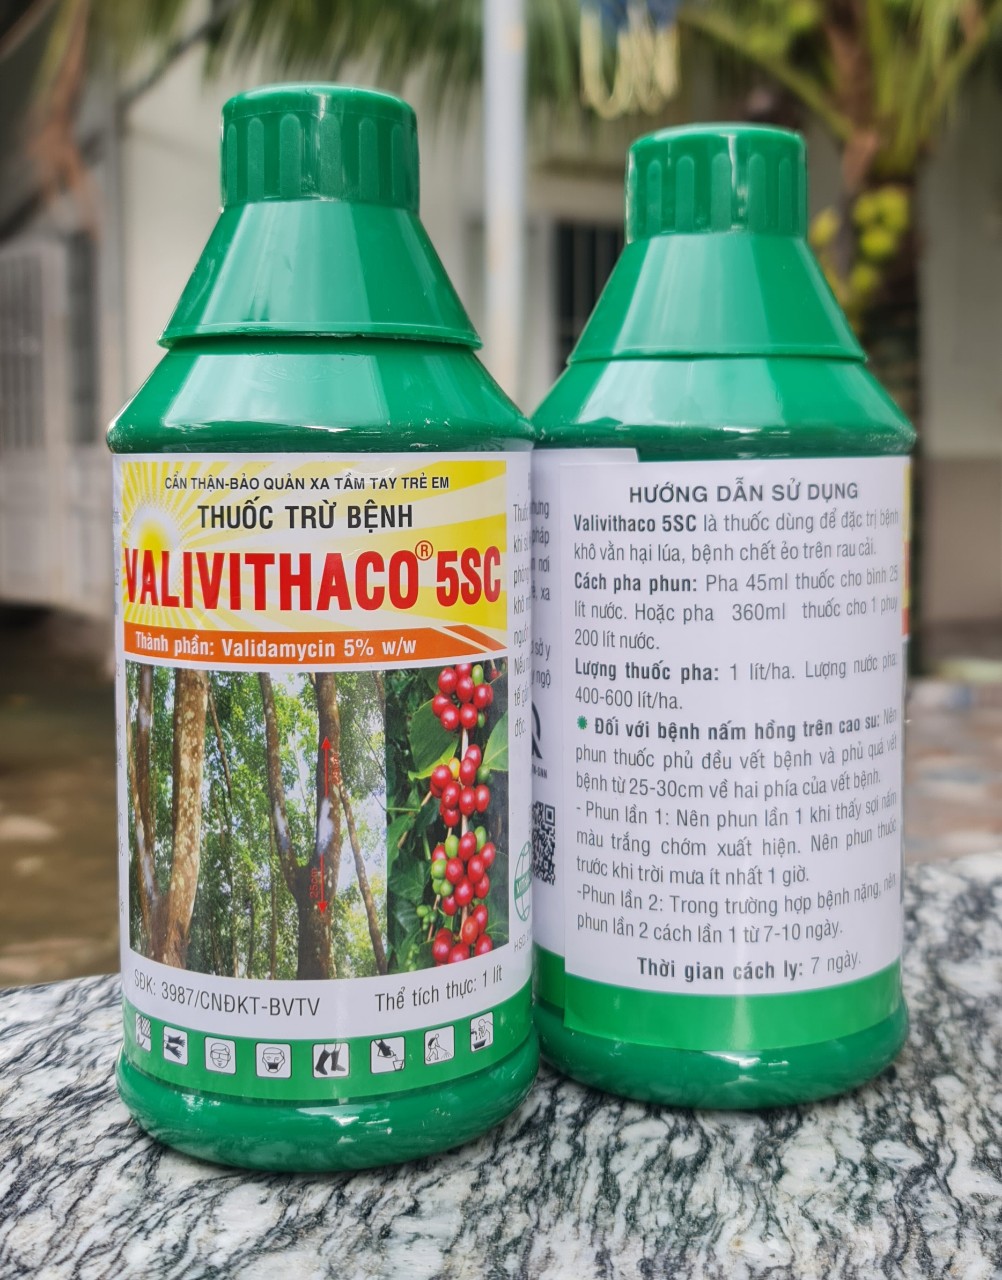 CẨN THẬN-BẢO QUẢN XA TẦM TAY TRẺ EM
THUỐC TRỪ BỆNH
VALIVITHACO® 5SC
Thành phần: Validamycin 5% w/w
SĐK: 3987/CNĐKT-BVTV
Thể tích thực: 1 lít
HƯỚNG DẪN SỬ DỤNG
Valivithaco 5SC là thuốc dùng để đặc trị bệnh
khô vằn hại lúa, bệnh chết ẻo trên rau cải.
Cách pha phun: Pha 45ml thuốc cho bình 25
lít nước. Hoặc pha 360ml thuốc cho 1 phuy
200 lít nước.
Lượng thuốc pha: 1 lít/ha. Lượng nước pha:
400-600 lít/ha.
Đối với bệnh nấm hồng trên cao su: Nên
phun thuốc phủ đều vết bệnh và phủ quá vết
bệnh từ 25-30cm về hai phía của vết bệnh.
- Phun lần 1: Nên phun lần 1 khi thấy sợi nấm
màu trắng chớm xuất hiện. Nên phun thuốc
trước khi trời mưa ít nhất 1 giờ.
-Phun lần 2: Trong trường hợp bệnh nặng, nên
phun lần 2 cách lần 1 từ 7-10 ngày.
Thời gian cách ly: 7 ngày.